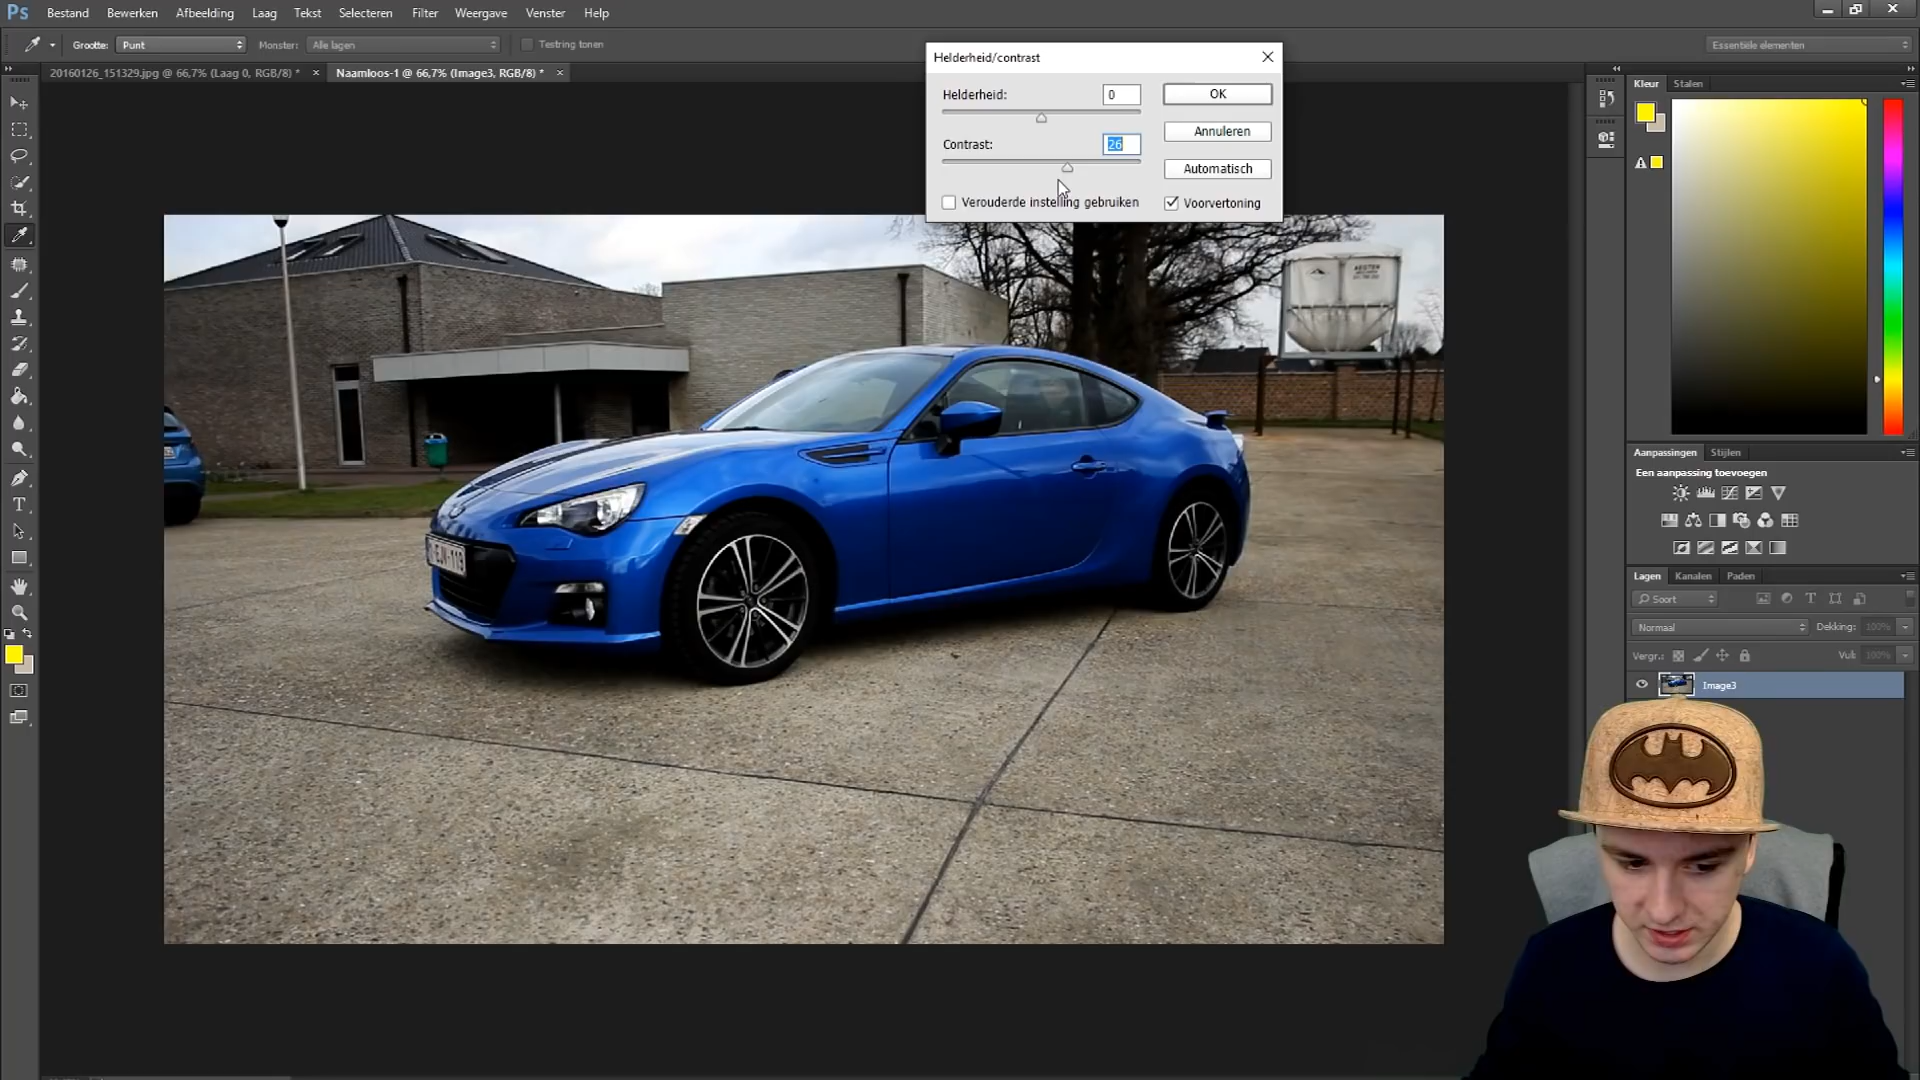 Ps Bestand Bewerken Afbeelding Laag Tekst Selecteren Filter Weergave Venster Help
Grootte: Punt Monster: Alle lagen Testring tonen Essentiële elementen
20160126_151329.jpg @ 66,7% (Laag 0, RGB/8) * × Naamloos-1 @ 66,7% (Image3, RGB/8) * ×
Helderheid/contrast
Helderheid: 0 OK
Annuleren
Contrast: 26
Automatisch
Verouderde instelling gebruiken Voorvertoning
Kleur Stalen
Aanpassingen Stijlen
Een aanpassing toevoegen
Lagen Kanalen Paden
Soort
Normaal Dekking: 100%
Vergr.: Vul: 100%
Image3